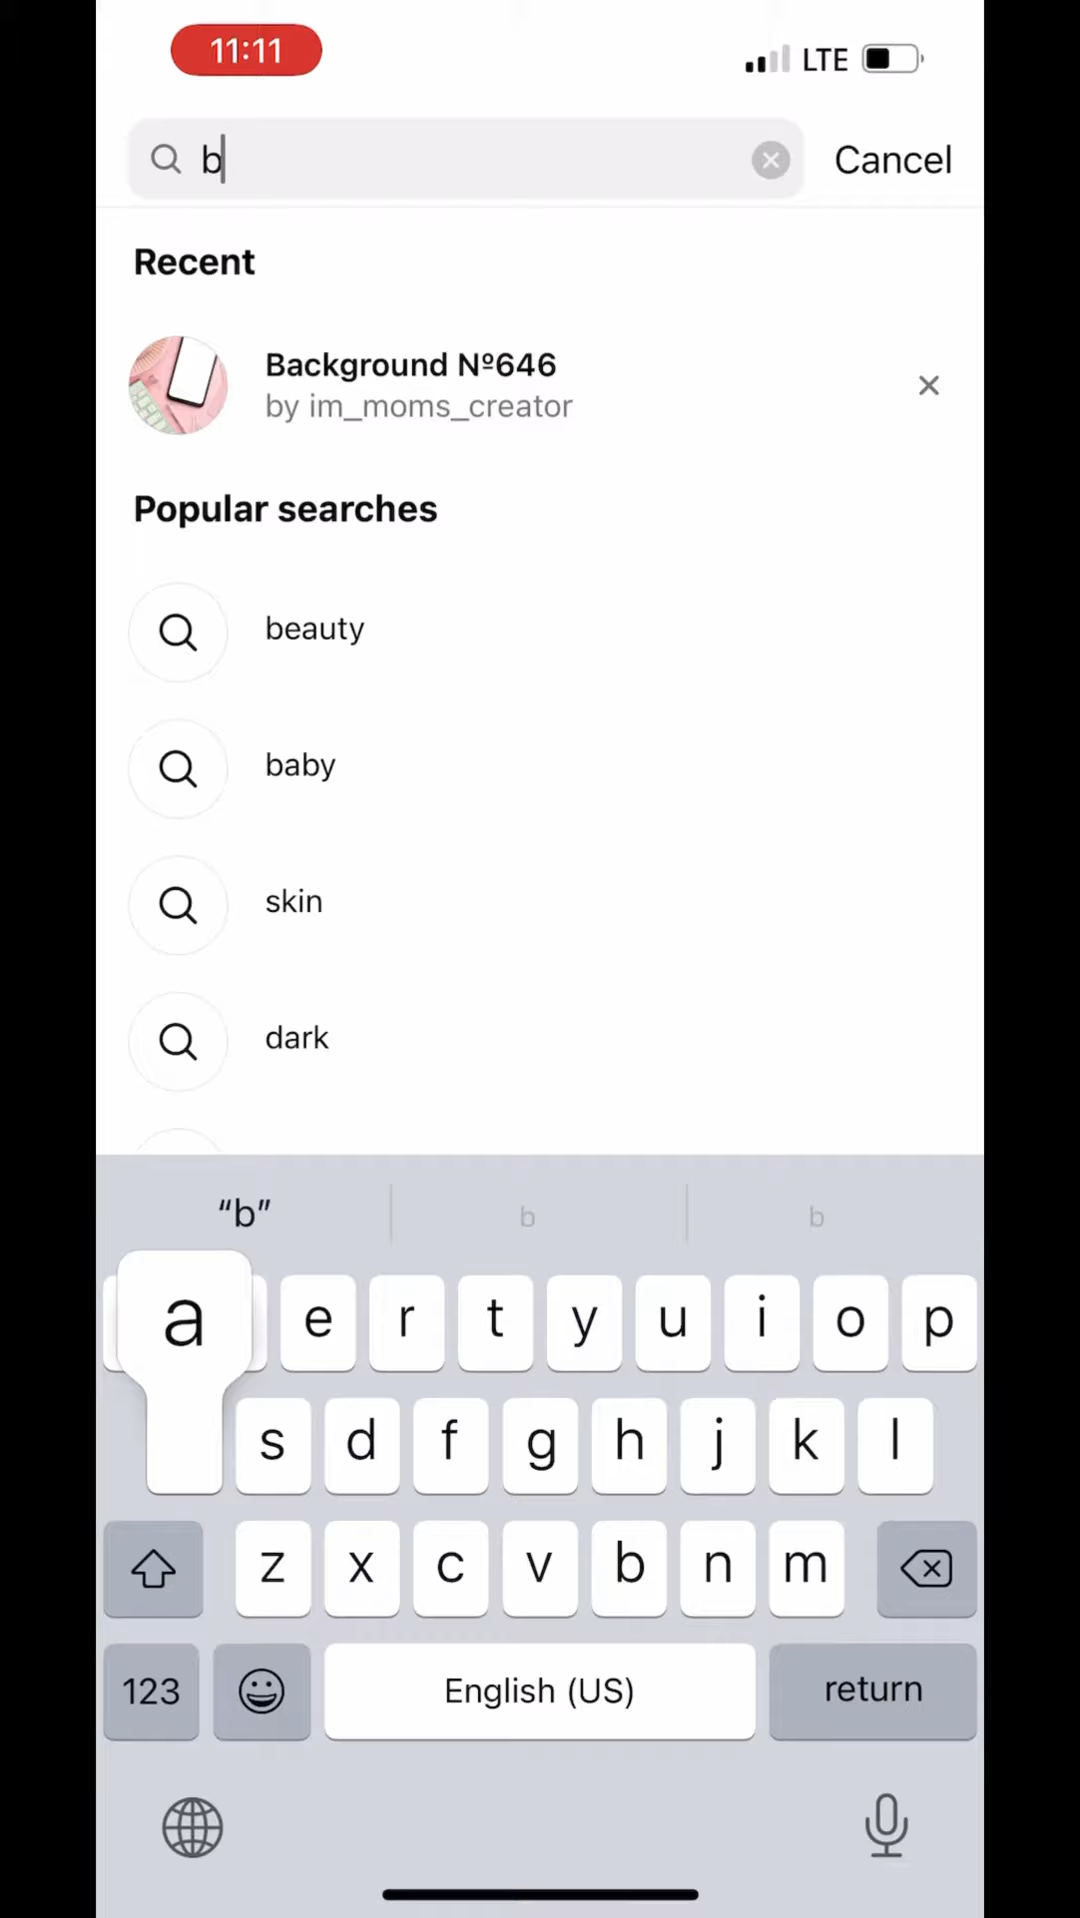 11:11 LTE
b Cancel
Recent
Background Nº646
by im_moms_creator
Popular searches
beauty
baby
skin
dark
“b” b b
a e r t y u i o p
s d f g h j k l
z x c v b n m
123 English (US) return